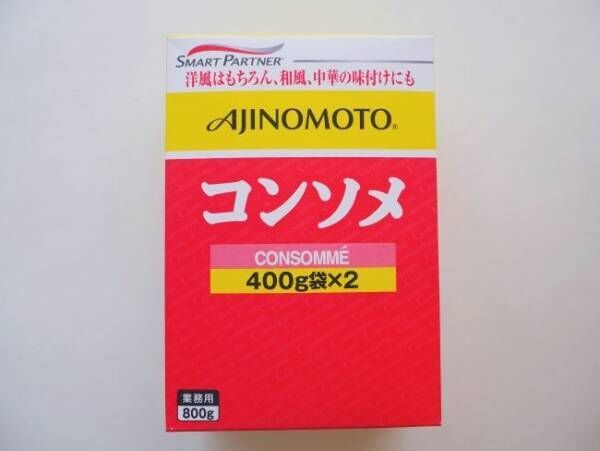 SMART PARTNER
洋風はもちろん、和風、中華の味付けにも
AJINOMOTO®
コンソメ
CONSOMMÉ
400g袋×2
業務用
800g